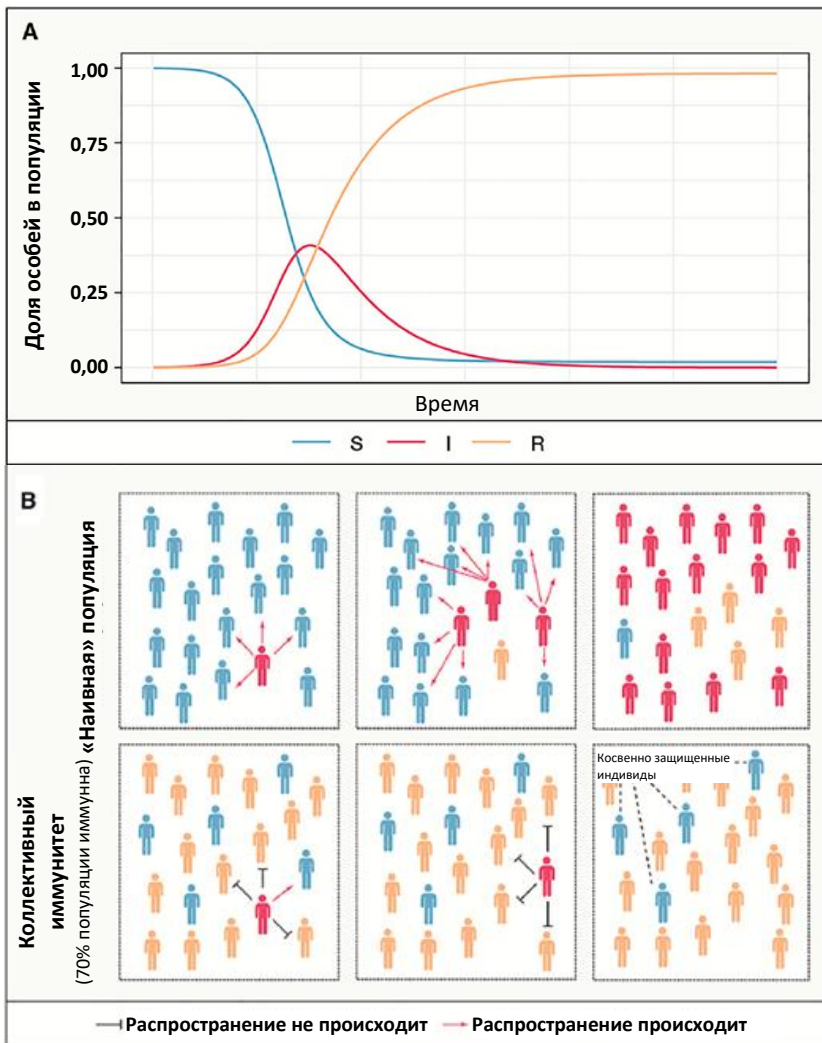 A
1,00
0,75
0,50
0,25
0,00
Доля особей в популяции
Время
S I R
B
«Наивная» популяция
Коллективный
иммунитет
(70% популяции иммунна)
Косвенно защищенные
индивиды
Распространение не происходит Распространение происходит